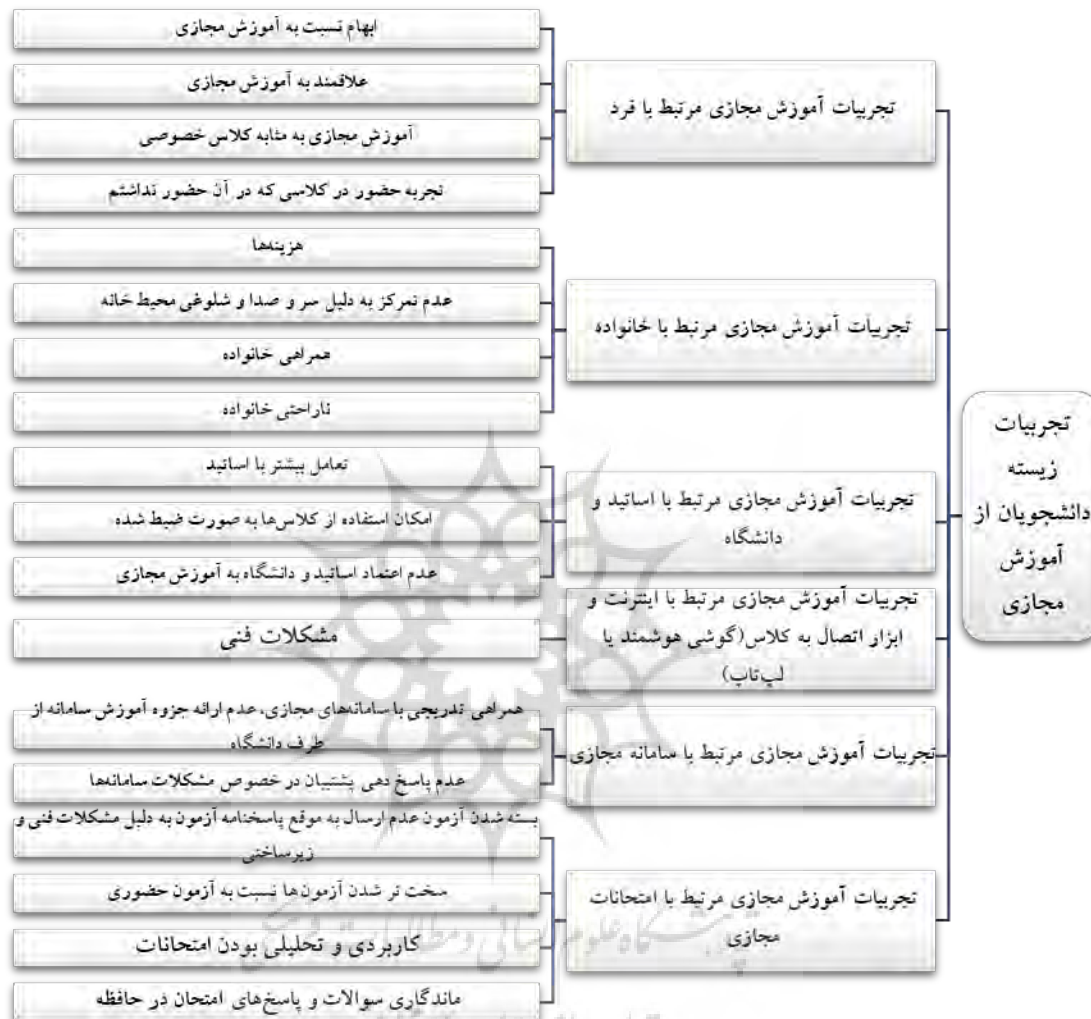 تجربیات
زیسته
دانشجویان از
آموزش
مجازی
تجربیات آموزش مجازی مرتبط با فرد
ابهام نسبت به آموزش مجازی
علاقمند به آموزش مجازی
آموزش مجازی به مثابه کلاس خصوصی
تجربه حضور در کلاسی که در آن حضور نداشتم
تجربیات آموزش مجازی مرتبط با خانواده
هزینه‌ها
عدم تمرکز به دلیل سر و صدا و شلوغی محیط خانه
همراهی خانواده
ناراحتی خانواده
تجربیات آموزش مجازی مرتبط با اساتید و
دانشگاه
تعامل بیشتر با اساتید
امکان استفاده از کلاس‌ها به صورت ضبط شده
عدم اعتماد اساتید و دانشگاه به آموزش مجازی
تجربیات آموزش مجازی مرتبط با اینترنت و
ابزار اتصال به کلاس(گوشی هوشمند یا
لپ‌تاپ)
مشکلات فنی
تجربیات آموزش مجازی مرتبط با سامانه مجازی
همراهی تدریجی با سامانه‌های مجازی، عدم ارائه جزوه آموزش سامانه از
طرف دانشگاه
عدم پاسخ دهی پشتیبان در خصوص مشکلات سامانه‌ها
تجربیات آموزش مجازی مرتبط با امتحانات
مجازی
بسته شدن آزمون عدم ارسال به موقع پاسخنامه آزمون به دلیل مشکلات فنی و
زیرساختی
سخت تر شدن آزمون‌ها نسبت به آزمون حضوری
کاربردی و تحلیلی بودن امتحانات
ماندگاری سوالات و پاسخ‌های امتحان در حافظه
پژوهشگاه علوم انسانی و مطالعات فرهنگی